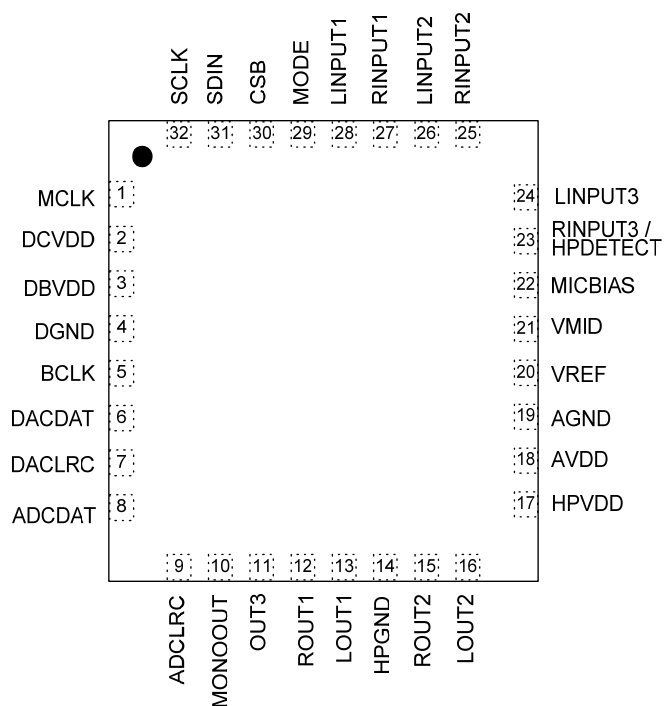 SCLK
SDIN
CSB
MODE
LINPUT1
RINPUT1
LINPUT2
RINPUT2
32
31
30
29
28
27
26
25
MCLK 1
DCVDD 2
DBVDD 3
DGND 4
BCLK 5
DACDAT 6
DACLRC 7
ADCDAT 8
24 LINPUT3
23 RINPUT3 /
HPDETECT
22 MICBIAS
21 VMID
20 VREF
19 AGND
18 AVDD
17 HPVDD
9
10
11
12
13
14
15
16
ADCLRC
MONOOUT
OUT3
ROUT1
LOUT1
HPGND
ROUT2
LOUT2